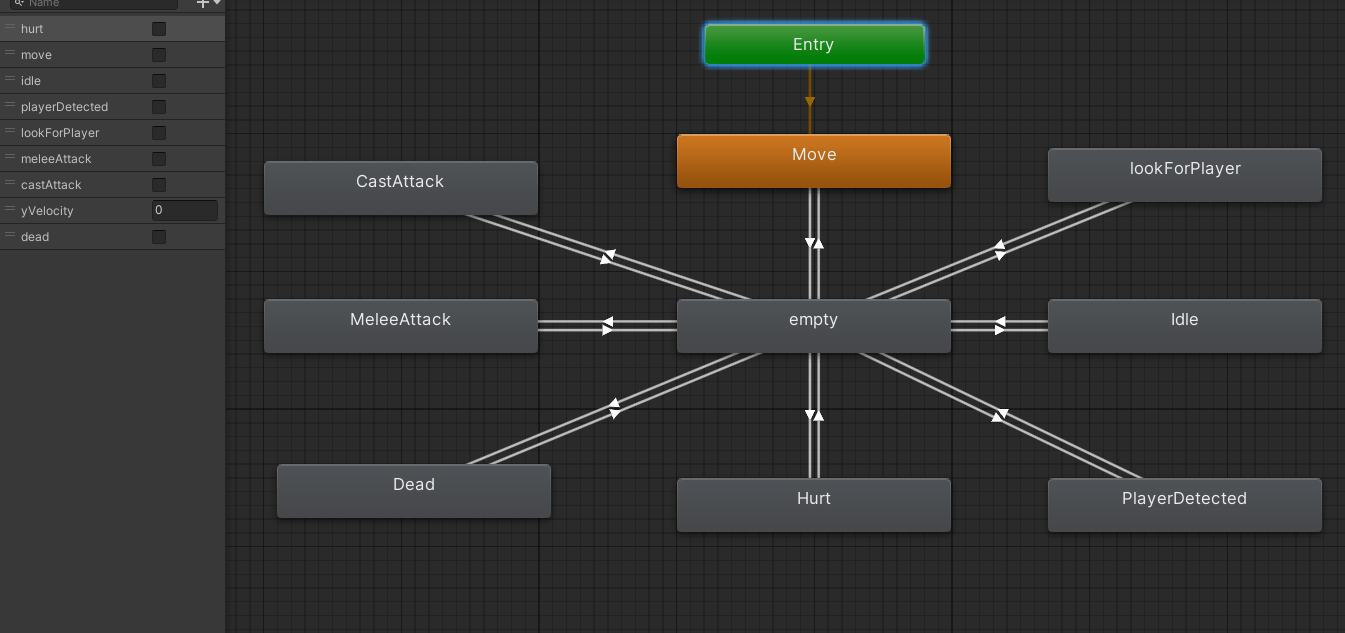 Name
hurt
move
idle
playerDetected
lookForPlayer
meleeAttack
castAttack
yVelocity 0
dead
Entry
Move
CastAttack
lookForPlayer
MeleeAttack
empty
Idle
Dead
Hurt
PlayerDetected